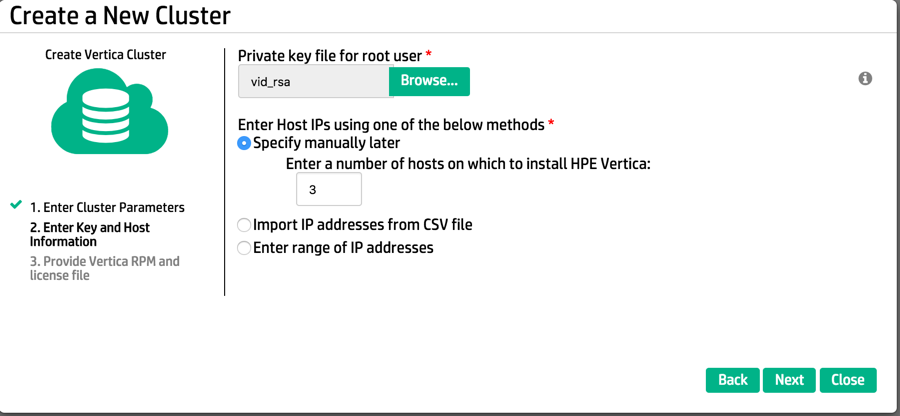 Create a New Cluster
Create Vertica Cluster
1. Enter Cluster Parameters
2. Enter Key and Host
Information
3. Provide Vertica RPM and
license file
Private key file for root user *
vid_rsa
Browse...
Enter Host IPs using one of the below methods *
Specify manually later
Enter a number of hosts on which to install HPE Vertica:
3
Import IP addresses from CSV file
Enter range of IP addresses
Back
Next
Close